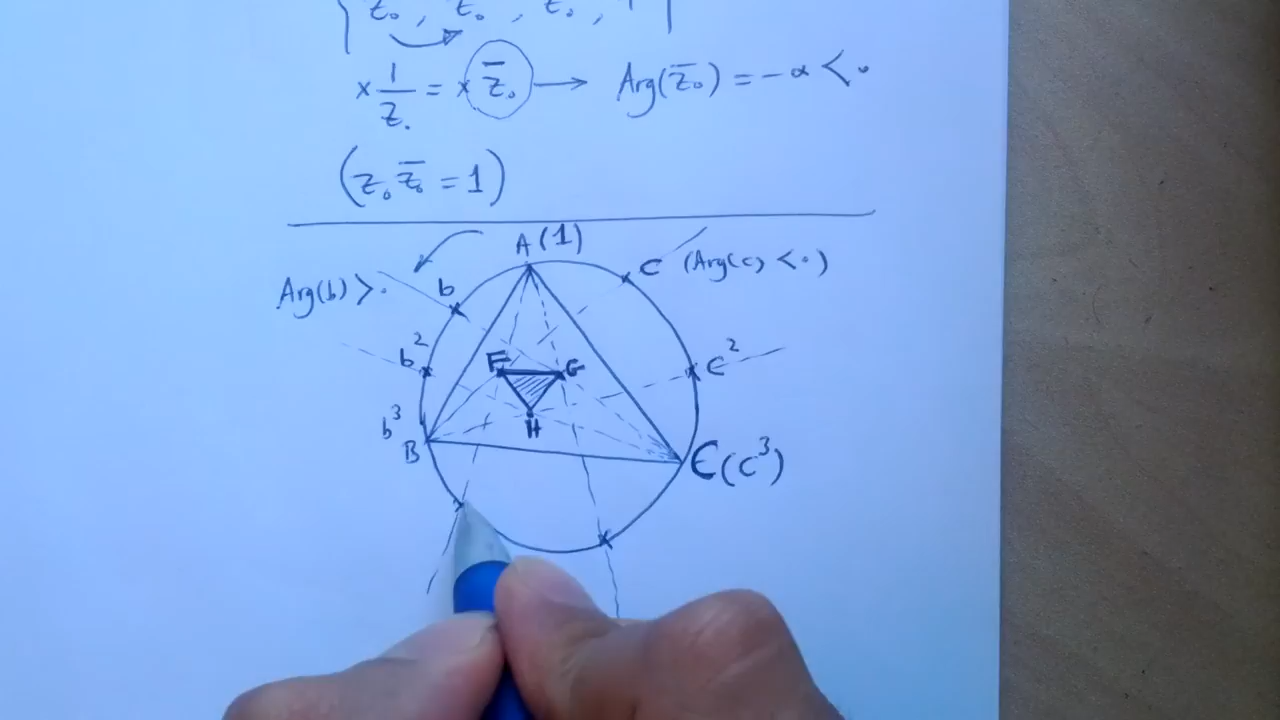 z₀ , z₀ , z₀ , 1
× 1/z. = × z̄₀ → Arg(z̄₀) = -α < 0
(z₀ z̄₀ = 1)
A (1)
Arg(b) > 0
b
C (Arg(c) < 0)
b²
F
G
C²
b³
H
B
C (C³)